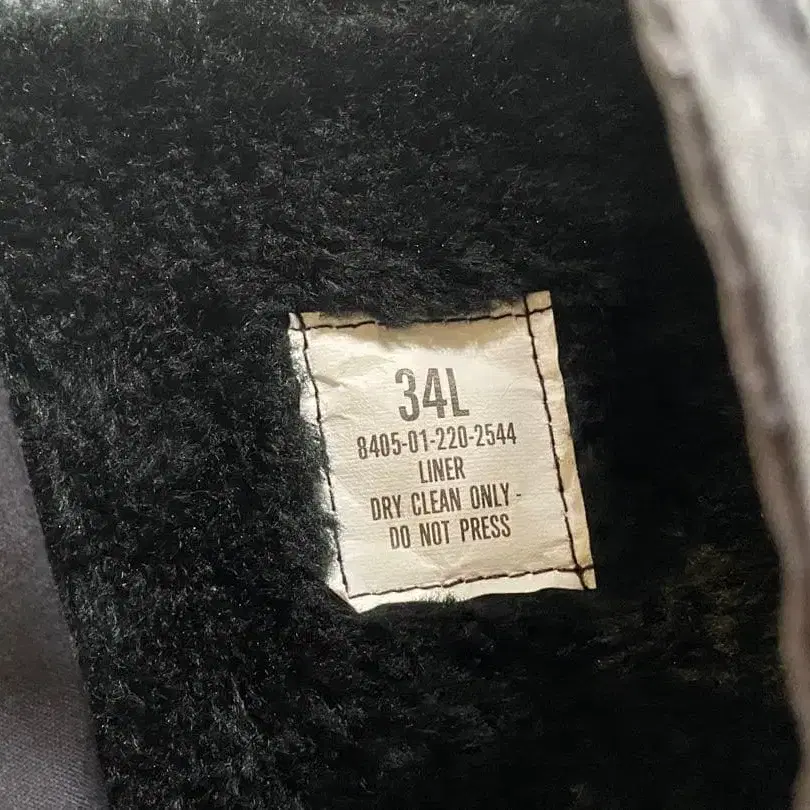 34L
8405-01-220-2544
LINER
DRY CLEAN ONLY -
DO NOT PRESS